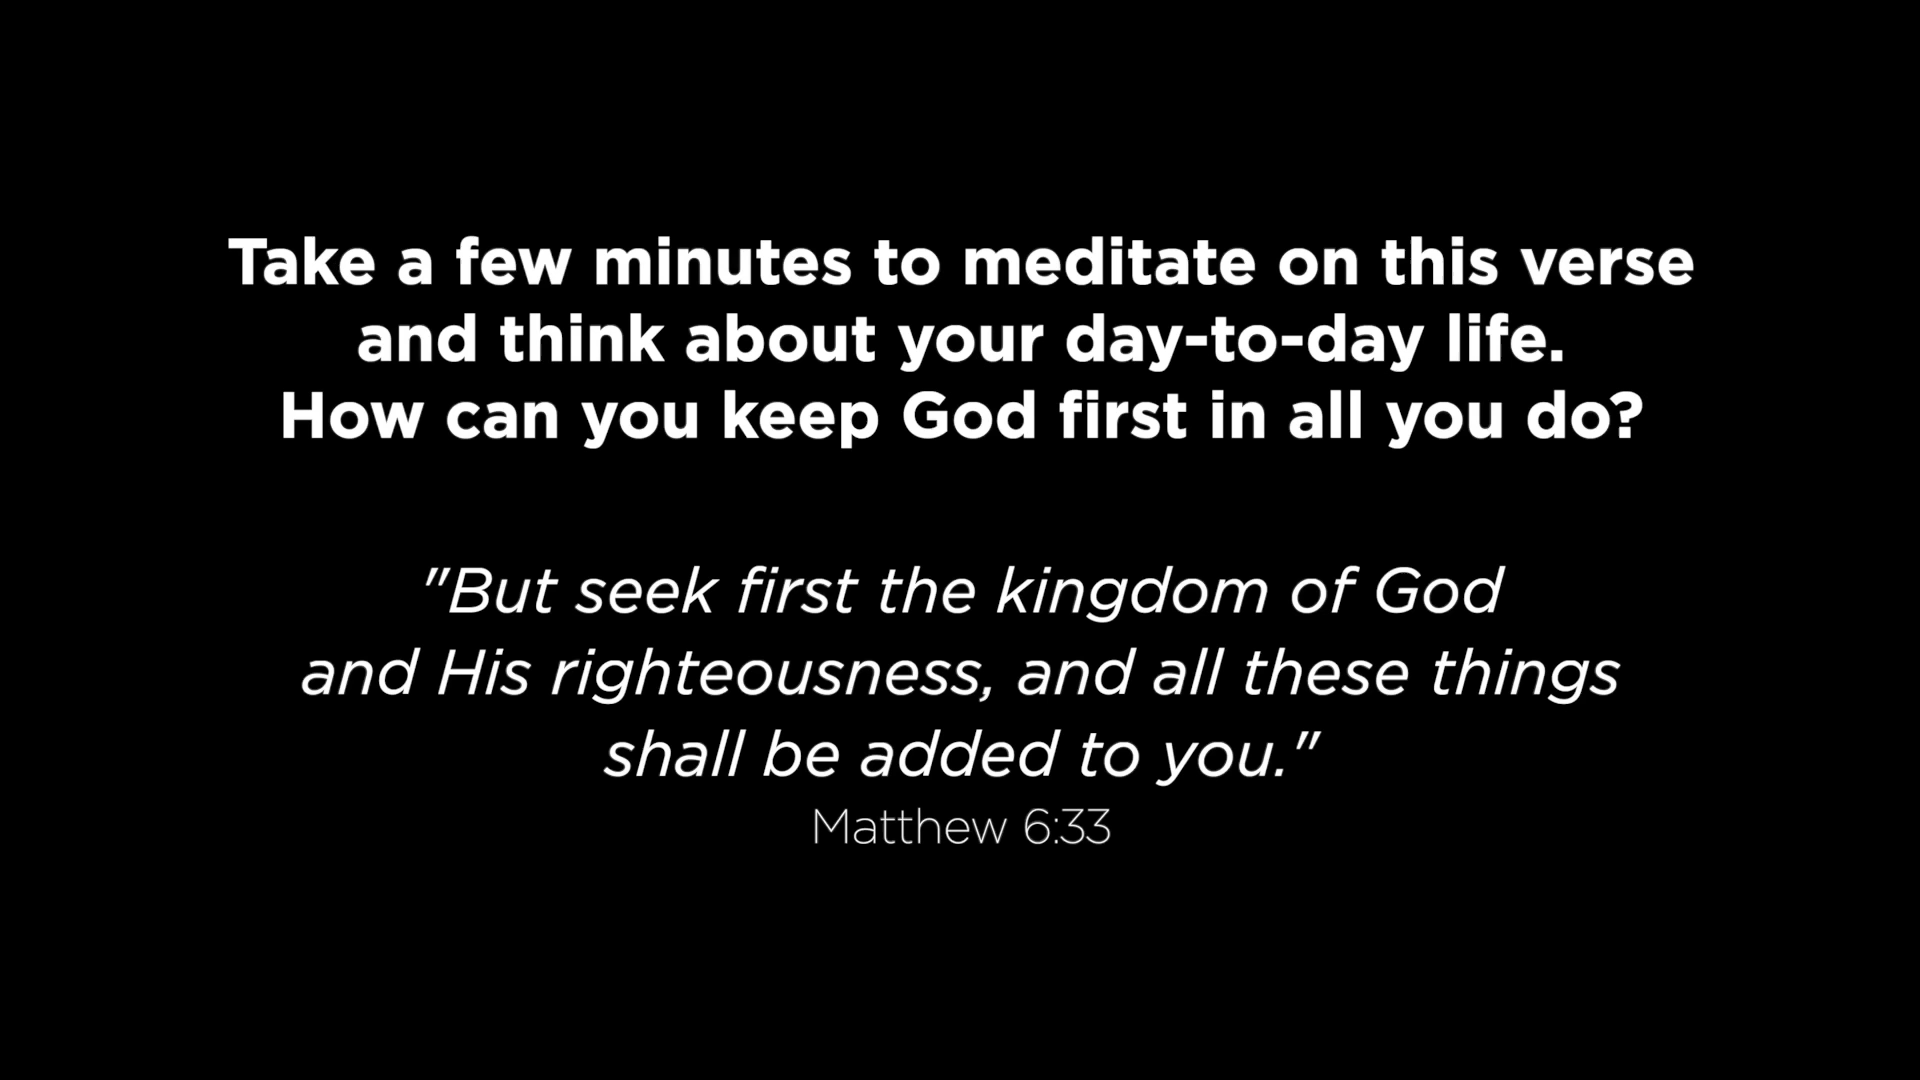 Take a few minutes to meditate on this verse
and think about your day-to-day life.
How can you keep God first in all you do?
"But seek first the kingdom of God
and His righteousness, and all these things
shall be added to you."
Matthew 6:33